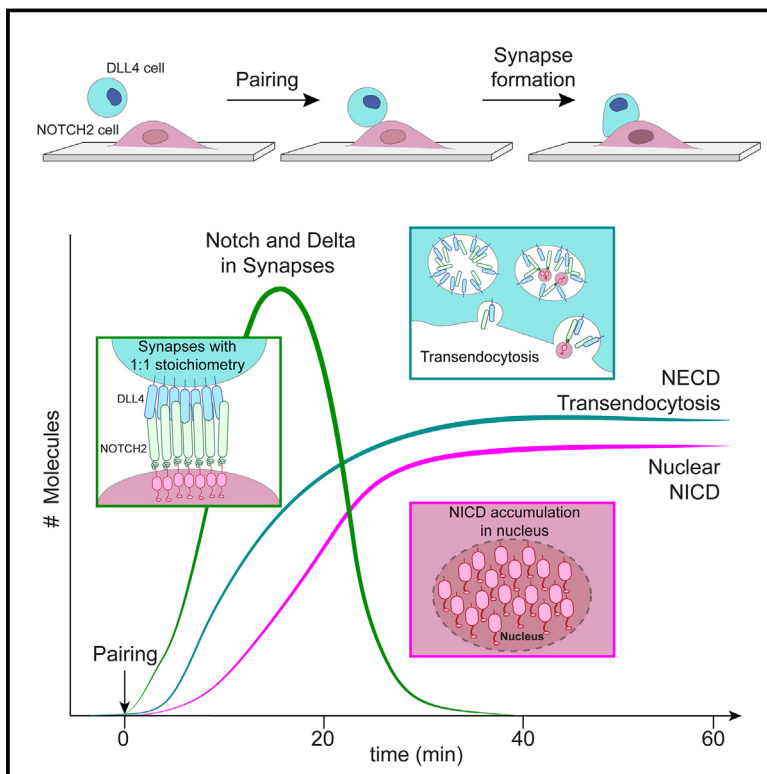 DLL4 cell
NOTCH2 cell
Pairing
Synapse
formation
Notch and Delta
in Synapses
Synapses with
1:1 stoichiometry
DLL4
NOTCH2
Transendocytosis
NECD
Transendocytosis
Nuclear
NICD
NICD accumulation
in nucleus
Nucleus
# Molecules
Pairing
0
20
40
60
time (min)